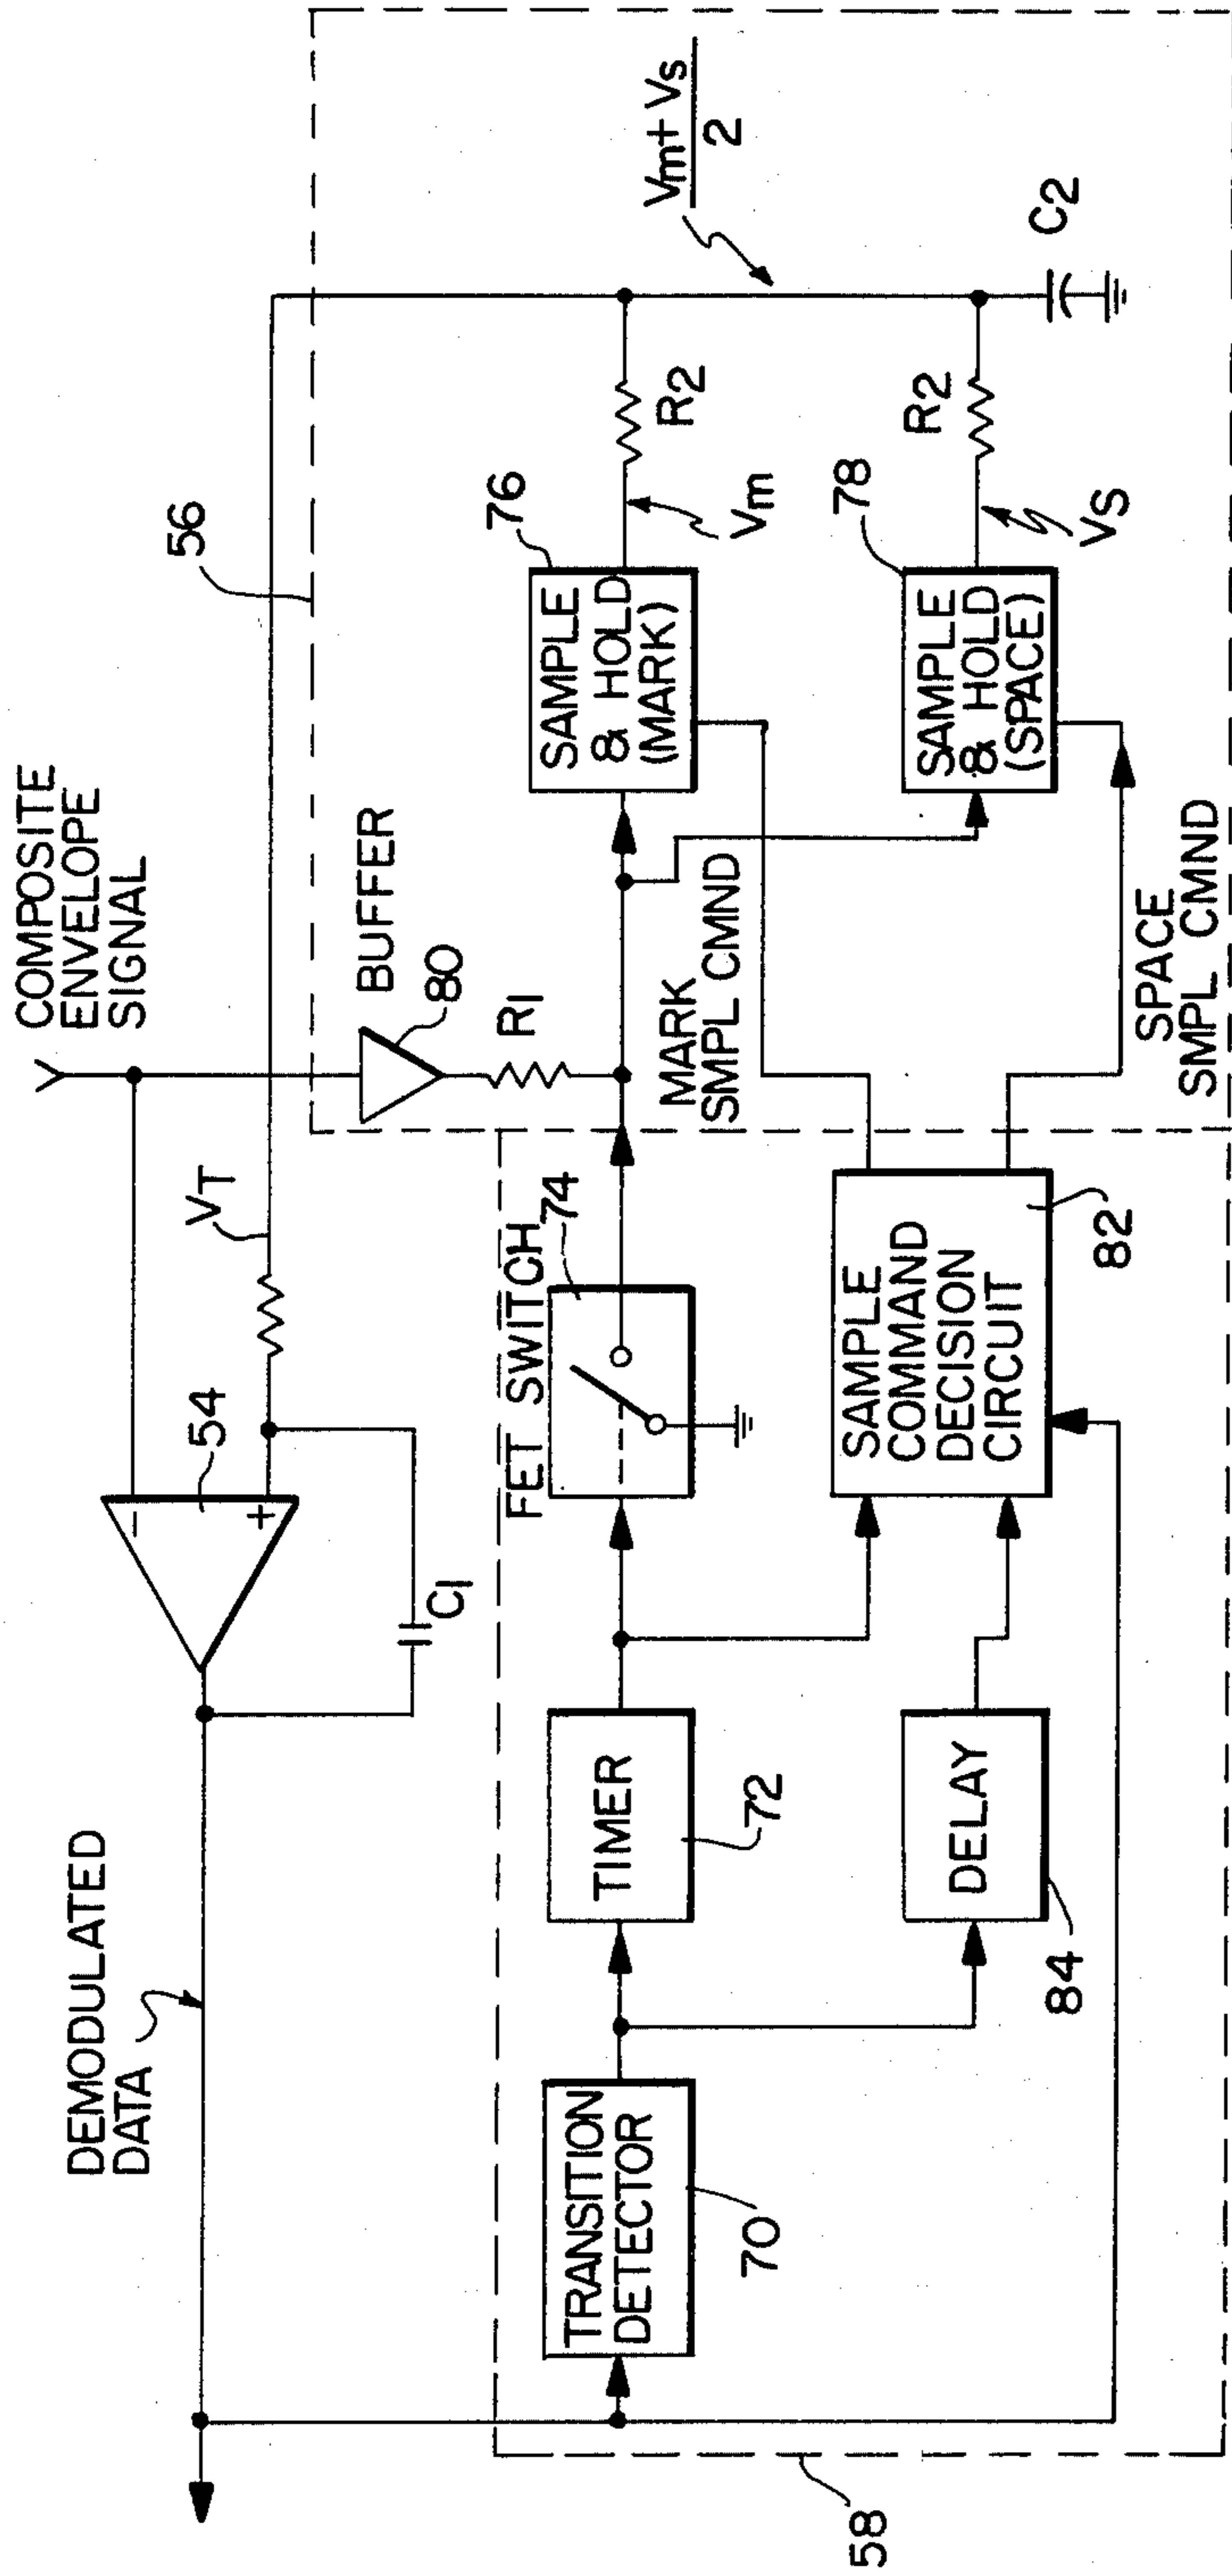 COMPOSITE
ENVELOPE
SIGNAL
DEMODULATED
DATA
54
-
+
C1
VT
56
BUFFER
80
R1
FET SWITCH
74
TRANSITION
DETECTOR
70
TIMER
72
DELAY
84
SAMPLE
COMMAND
DECISION
CIRCUIT
82
MARK
SMPL CMND
SPACE
SMPL CMND
SAMPLE
& HOLD
(MARK)
76
Vm
R2
SAMPLE
& HOLD
(SPACE)
78
VS
R2
Vm+Vs
2
C2
58